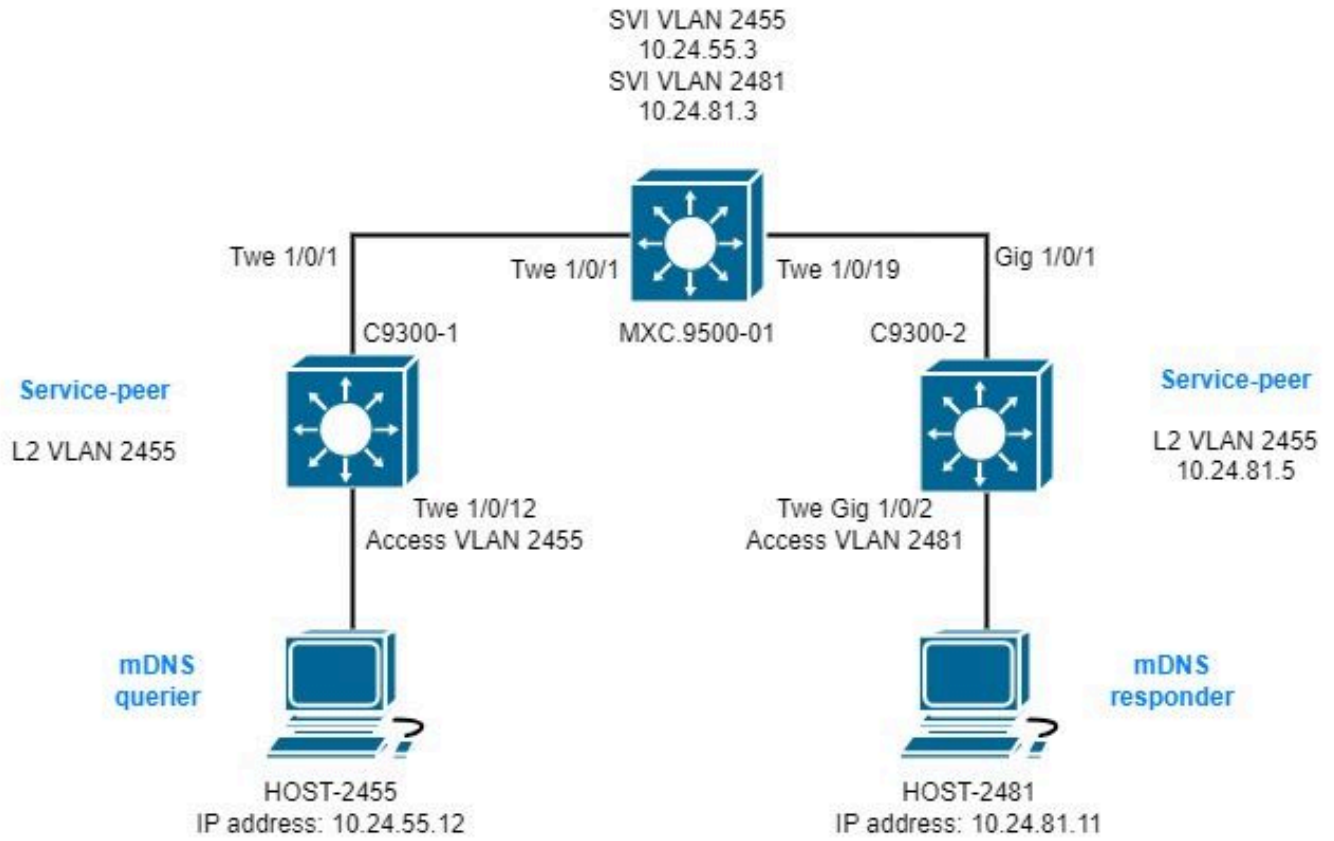 SVI VLAN 2455
10.24.55.3
SVI VLAN 2481
10.24.81.3
Twe 1/0/1
Twe 1/0/1
Twe 1/0/19
Gig 1/0/1
C9300-1
MXC.9500-01
C9300-2
Service-peer
L2 VLAN 2455
Service-peer
L2 VLAN 2455
10.24.81.5
Twe 1/0/12
Access VLAN 2455
Twe Gig 1/0/2
Access VLAN 2481
mDNS
querier
mDNS
responder
HOST-2455
IP address: 10.24.55.12
HOST-2481
IP address: 10.24.81.11